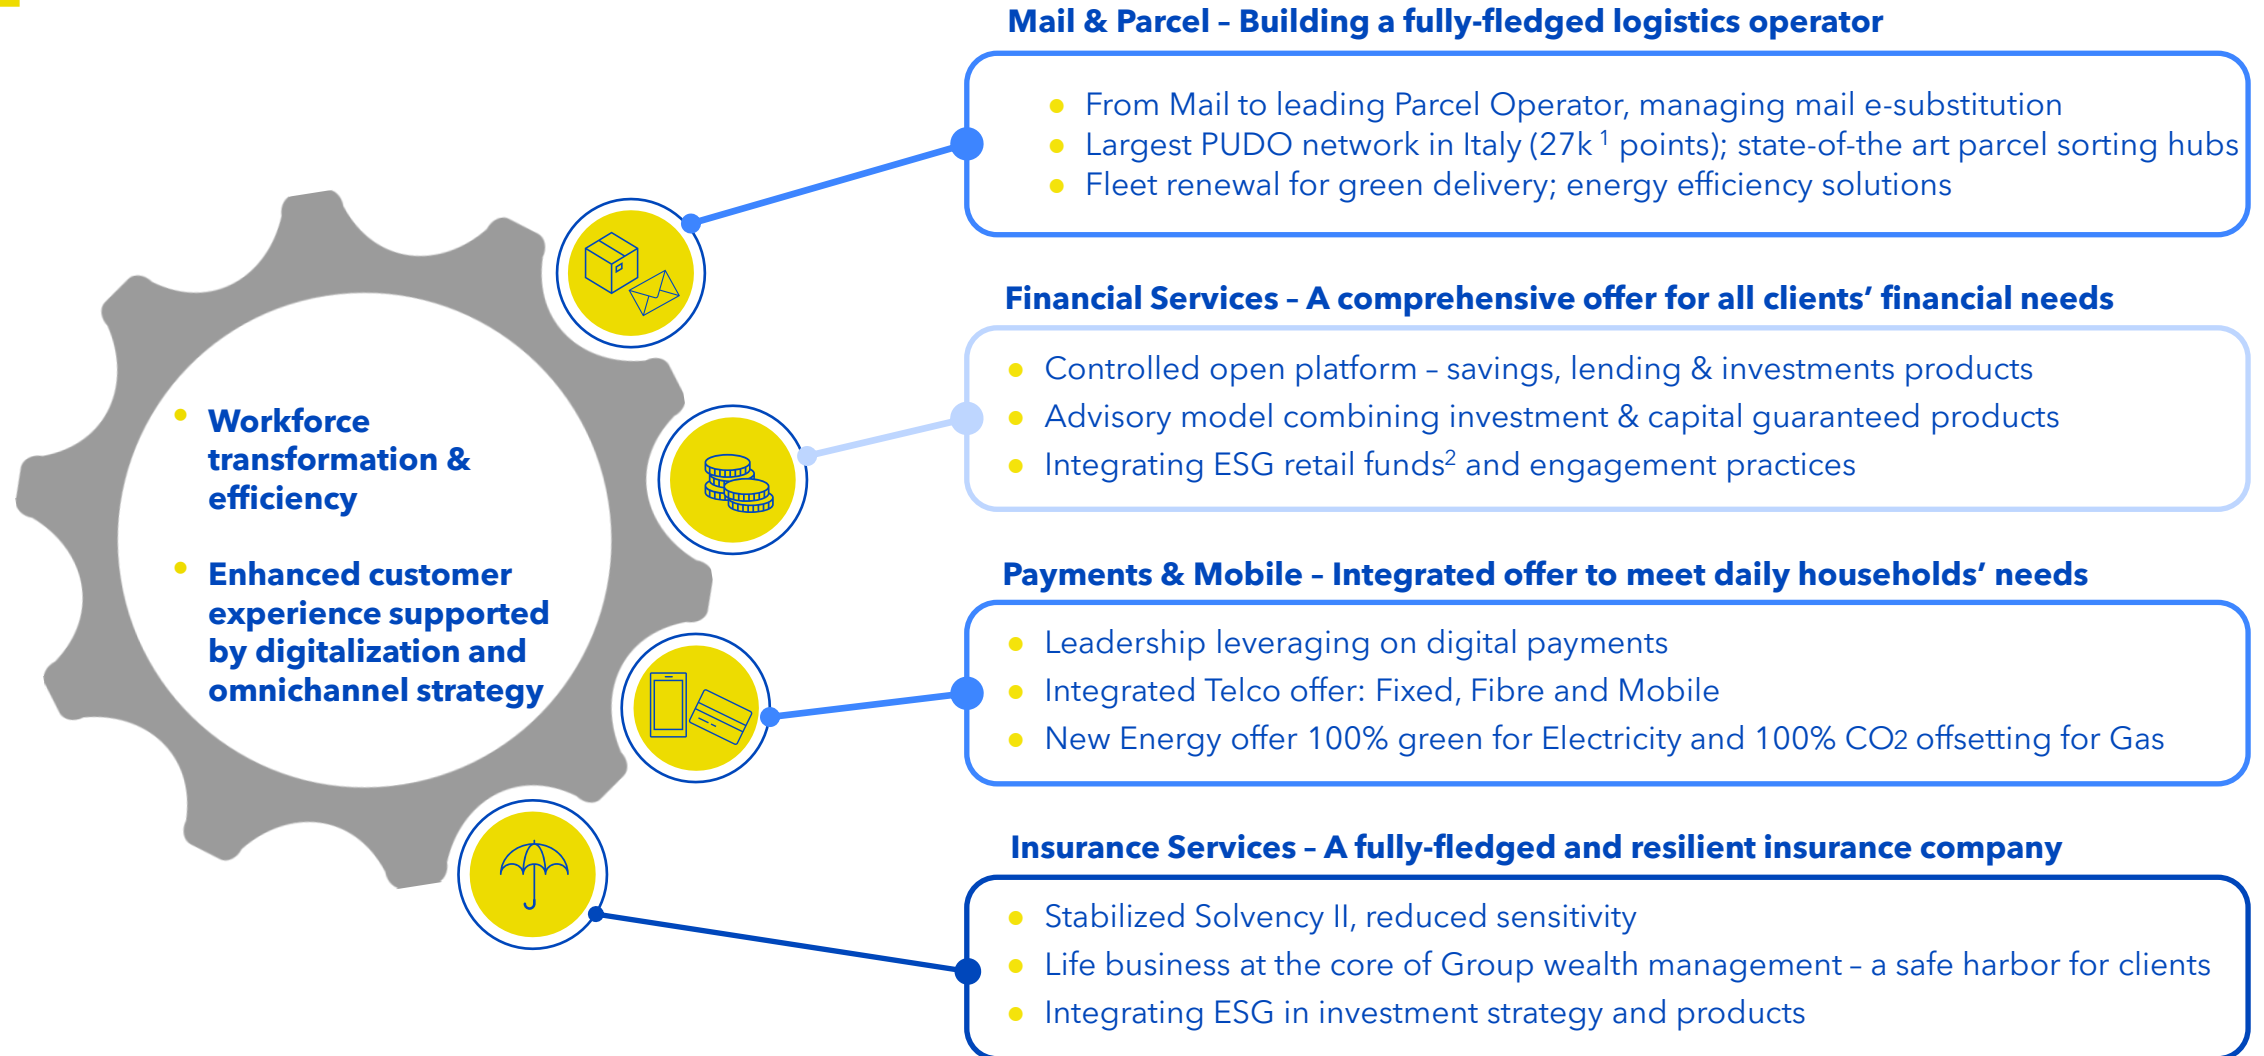 Mail & Parcel – Building a fully-fledged logistics operator
• From Mail to leading Parcel Operator, managing mail e-substitution
• Largest PUDO network in Italy (27k ¹ points); state-of-the art parcel sorting hubs
• Fleet renewal for green delivery; energy efficiency solutions
Financial Services – A comprehensive offer for all clients’ financial needs
• Controlled open platform – savings, lending & investments products
• Advisory model combining investment & capital guaranteed products
• Integrating ESG retail funds² and engagement practices
• Workforce
transformation &
efficiency
• Enhanced customer
experience supported
by digitalization and
omnichannel strategy
Payments & Mobile – Integrated offer to meet daily households’ needs
• Leadership leveraging on digital payments
• Integrated Telco offer: Fixed, Fibre and Mobile
• New Energy offer 100% green for Electricity and 100% CO2 offsetting for Gas
Insurance Services – A fully-fledged and resilient insurance company
• Stabilized Solvency II, reduced sensitivity
• Life business at the core of Group wealth management – a safe harbor for clients
• Integrating ESG in investment strategy and products